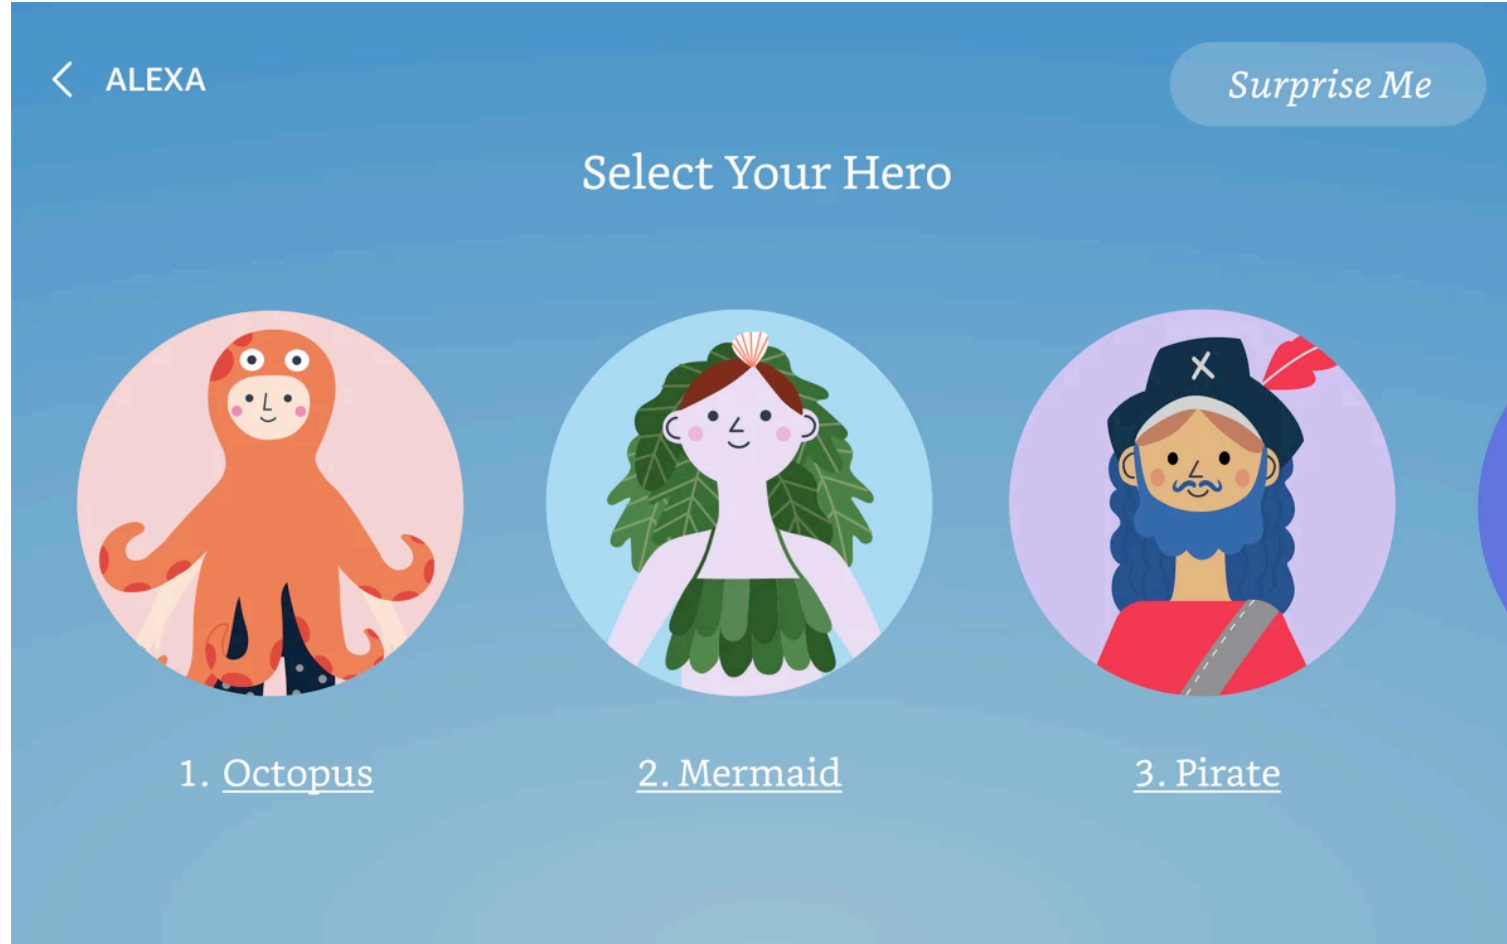 ALEXA
Surprise Me
Select Your Hero
X
1. Octopus
2. Mermaid
3. Pirate